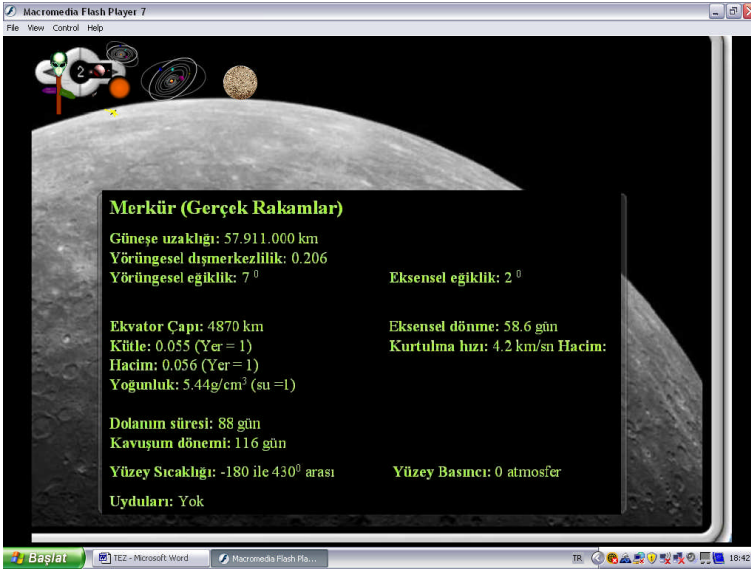 Macromedia Flash Player 7
File View Control Help
2
Merkür (Gerçek Rakamlar)
Güneşe uzaklığı: 57.911.000 km
Yörüngesel dışmerkezlilik: 0.206
Yörüngesel eğiklik: 7 ⁰ Eksensel eğiklik: 2 ⁰
Ekvator Çapı: 4870 km Eksensel dönme: 58.6 gün
Kütle: 0.055 (Yer = 1) Kurtulma hızı: 4.2 km/sn Hacim:
Hacim: 0.056 (Yer = 1)
Yoğunluk: 5.44g/cm³ (su =1)
Dolanım süresi: 88 gün
Kavuşum dönemi: 116 gün
Yüzey Sıcaklığı: -180 ile 430⁰ arası Yüzey Basıncı: 0 atmosfer
Uyduları: Yok
Başlat TEZ - Microsoft Word Macromedia Flash Pla... TR 18:42